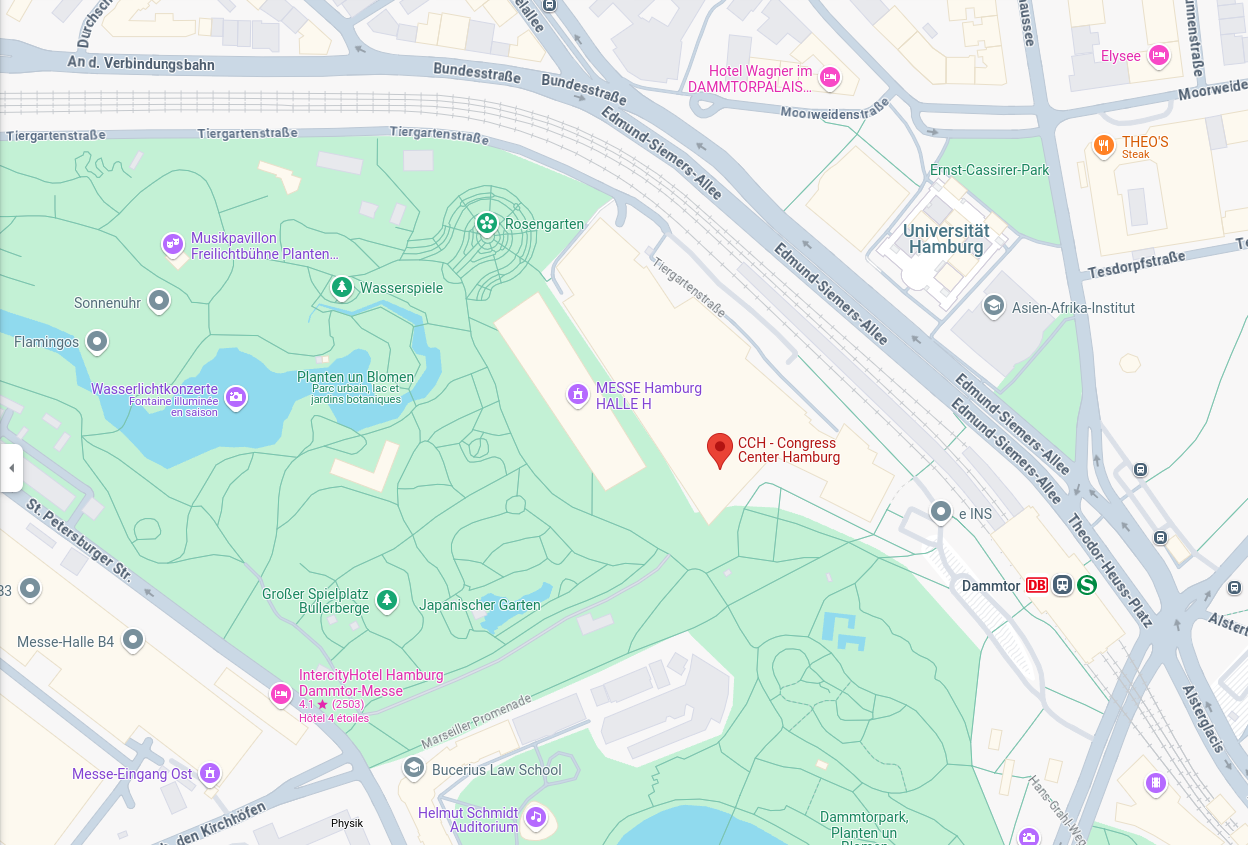 Durchsch
elallee
aussee
unnenstraße
An d. Verbindungsbahn
Bundesstraße
Bundesstraße
Hotel Wagner im
DAMMTORPALAIS...
Elysee
Moorweidenstraße
Moorweide
Tiergartenstraße
Tiergartenstraße
Tiergartenstraße
Edmund-Siemers-Allee
THEO'S
Steak
Ernst-Cassirer-Park
Rosengarten
Musikpavillon
Freilichtbühne Planten...
Universität
Hamburg
Edmund-Siemers-Allee
Tesdorpfstraße
Te
Tiergartenstraße
Wasserspiele
Sonnenuhr
Asien-Afrika-Institut
Flamingos
Planten un Blomen
Parc urbain, lac et
jardins botaniques
Wasserlichtkonzerte
Fontaine illuminée
en saison
MESSE Hamburg
HALLE H
Edmund-Siemers-Allee
Edmund-Siemers-Allee
CCH - Congress
Center Hamburg
St. Petersburger Str.
e INS
Theodor-Heuss-Platz
Dammtor
DB
S
B3
Großer Spielplatz
Bullerberge
Japanischer Garten
Alstert
Messe-Halle B4
IntercityHotel Hamburg
Dammtor-Messe
4.1 ★ (2503)
Hôtel 4 étoiles
Marseiller Promenade
Alsterglacis
Messe-Eingang Ost
Bucerius Law School
Hans-Grahl-Weg
Helmut Schmidt
Auditorium
den Kirchhöfen
Physik
Dammtorpark,
Planten un
Blomen